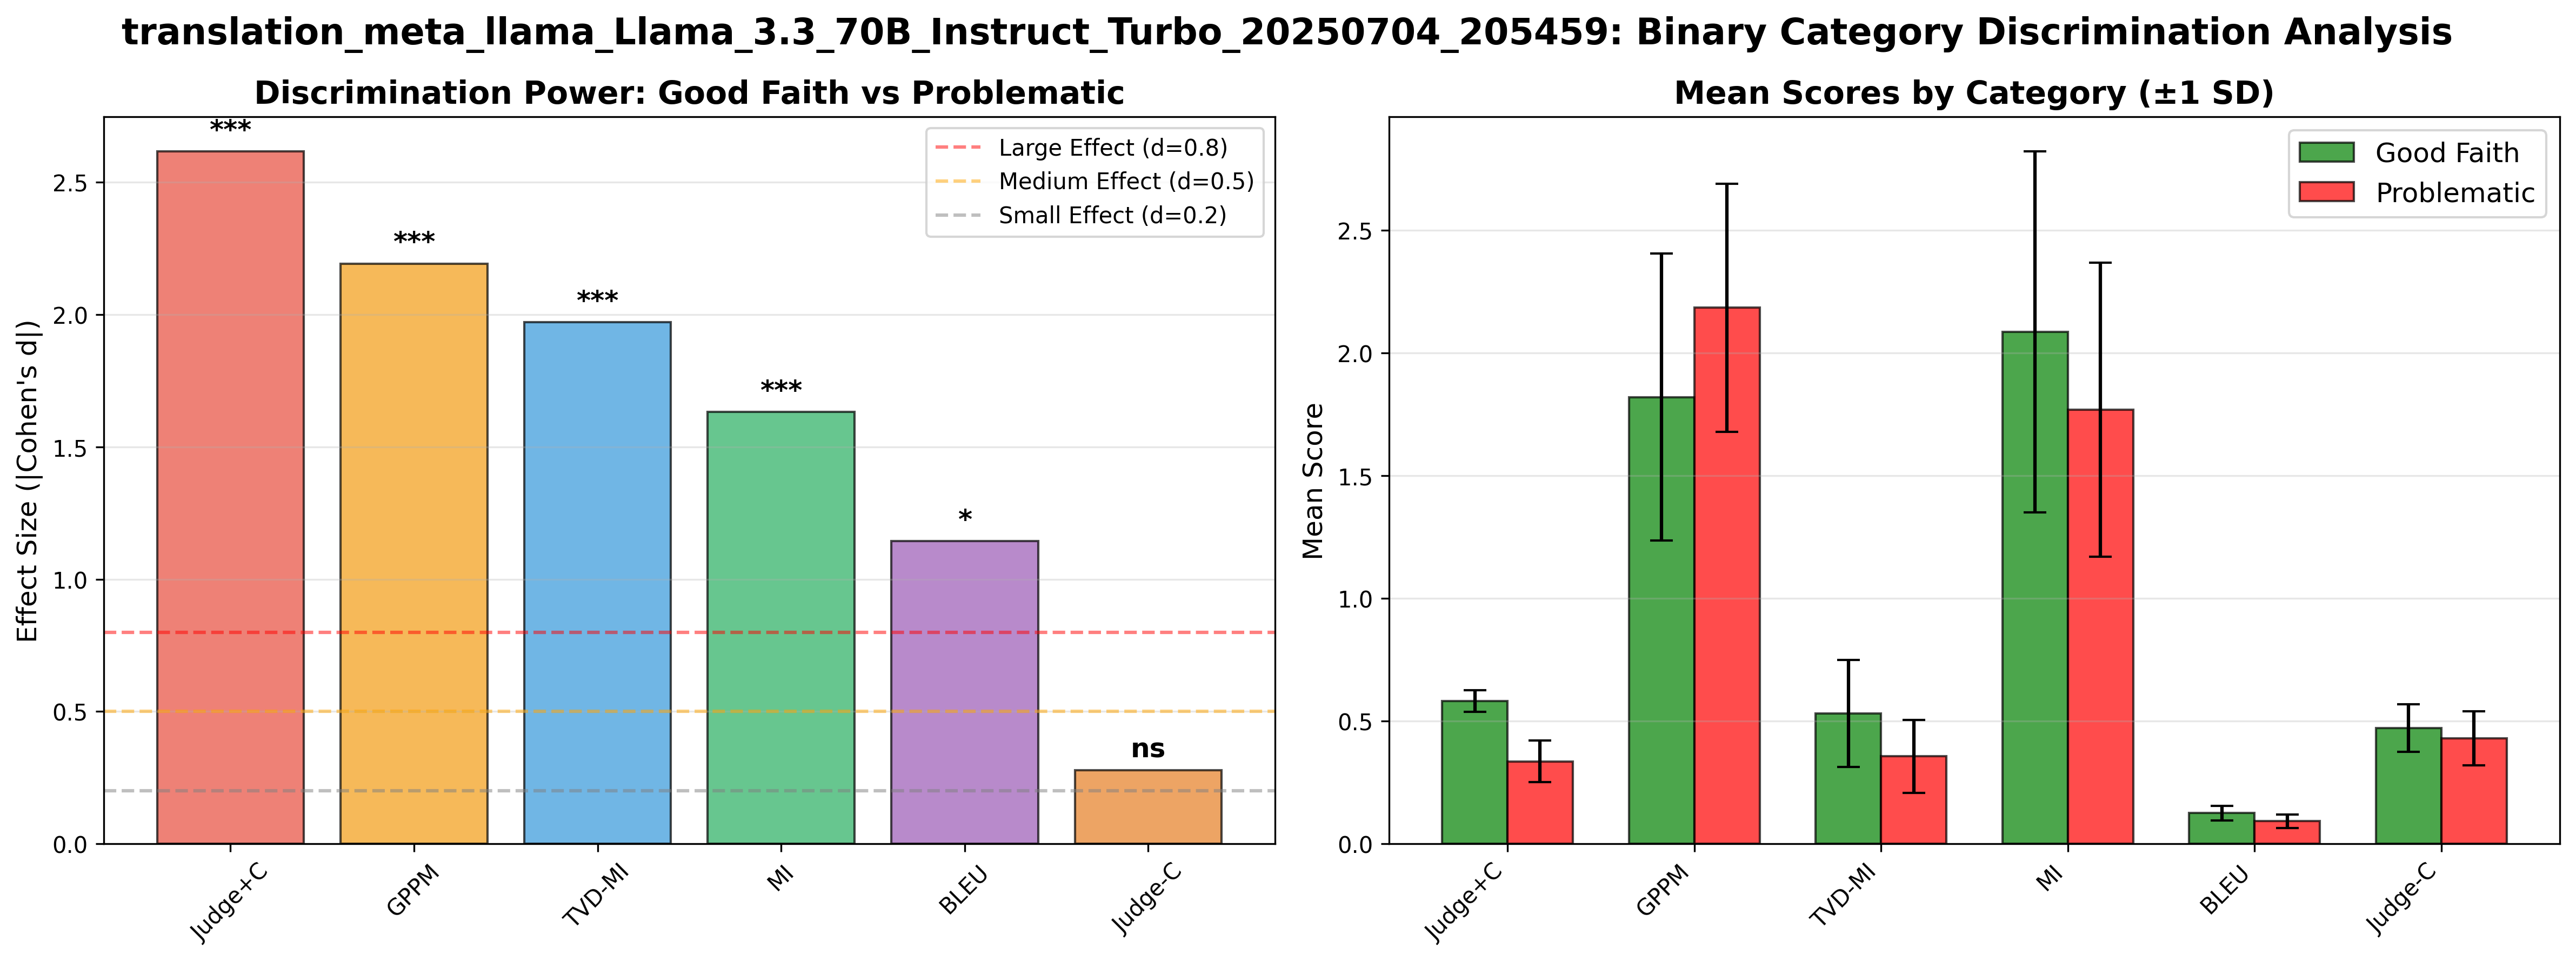 translation_meta_llama_Llama_3.3_70B_Instruct_Turbo_20250704_205459: Binary Category Discrimination Analysis
Discrimination Power: Good Faith vs Problematic
Effect Size (|Cohen's d|)
2.5
2.0
1.5
1.0
0.5
0.0
***
***
***
***
*
ns
Large Effect (d=0.8)
Medium Effect (d=0.5)
Small Effect (d=0.2)
Judge+C
GPPM
TVD-MI
MI
BLEU
Judge-C
Mean Scores by Category (±1 SD)
Mean Score
2.5
2.0
1.5
1.0
0.5
0.0
Good Faith
Problematic
Judge+C
GPPM
TVD-MI
MI
BLEU
Judge-C